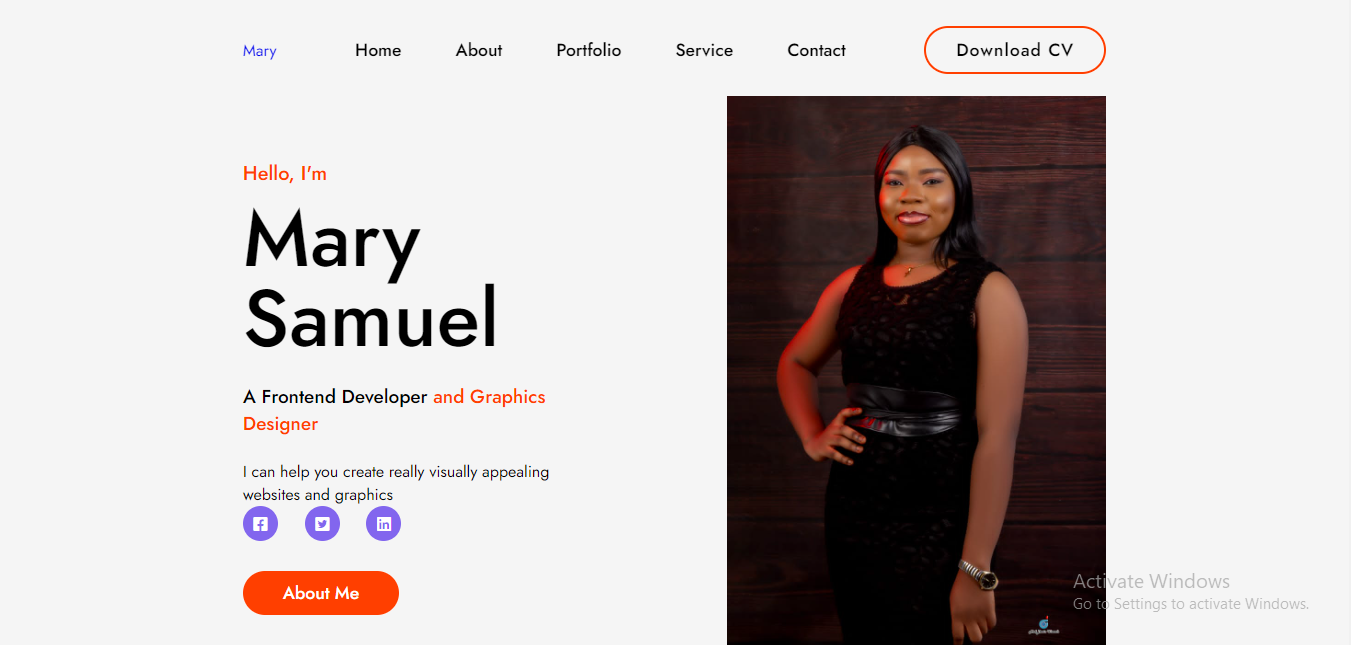 Mary
Home
About
Portfolio
Service
Contact
Download CV
Hello, I'm
Mary
Samuel
A Frontend Developer and Graphics
Designer
I can help you create really visually appealing
websites and graphics
About Me
Activate Windows
Go to Settings to activate Windows.